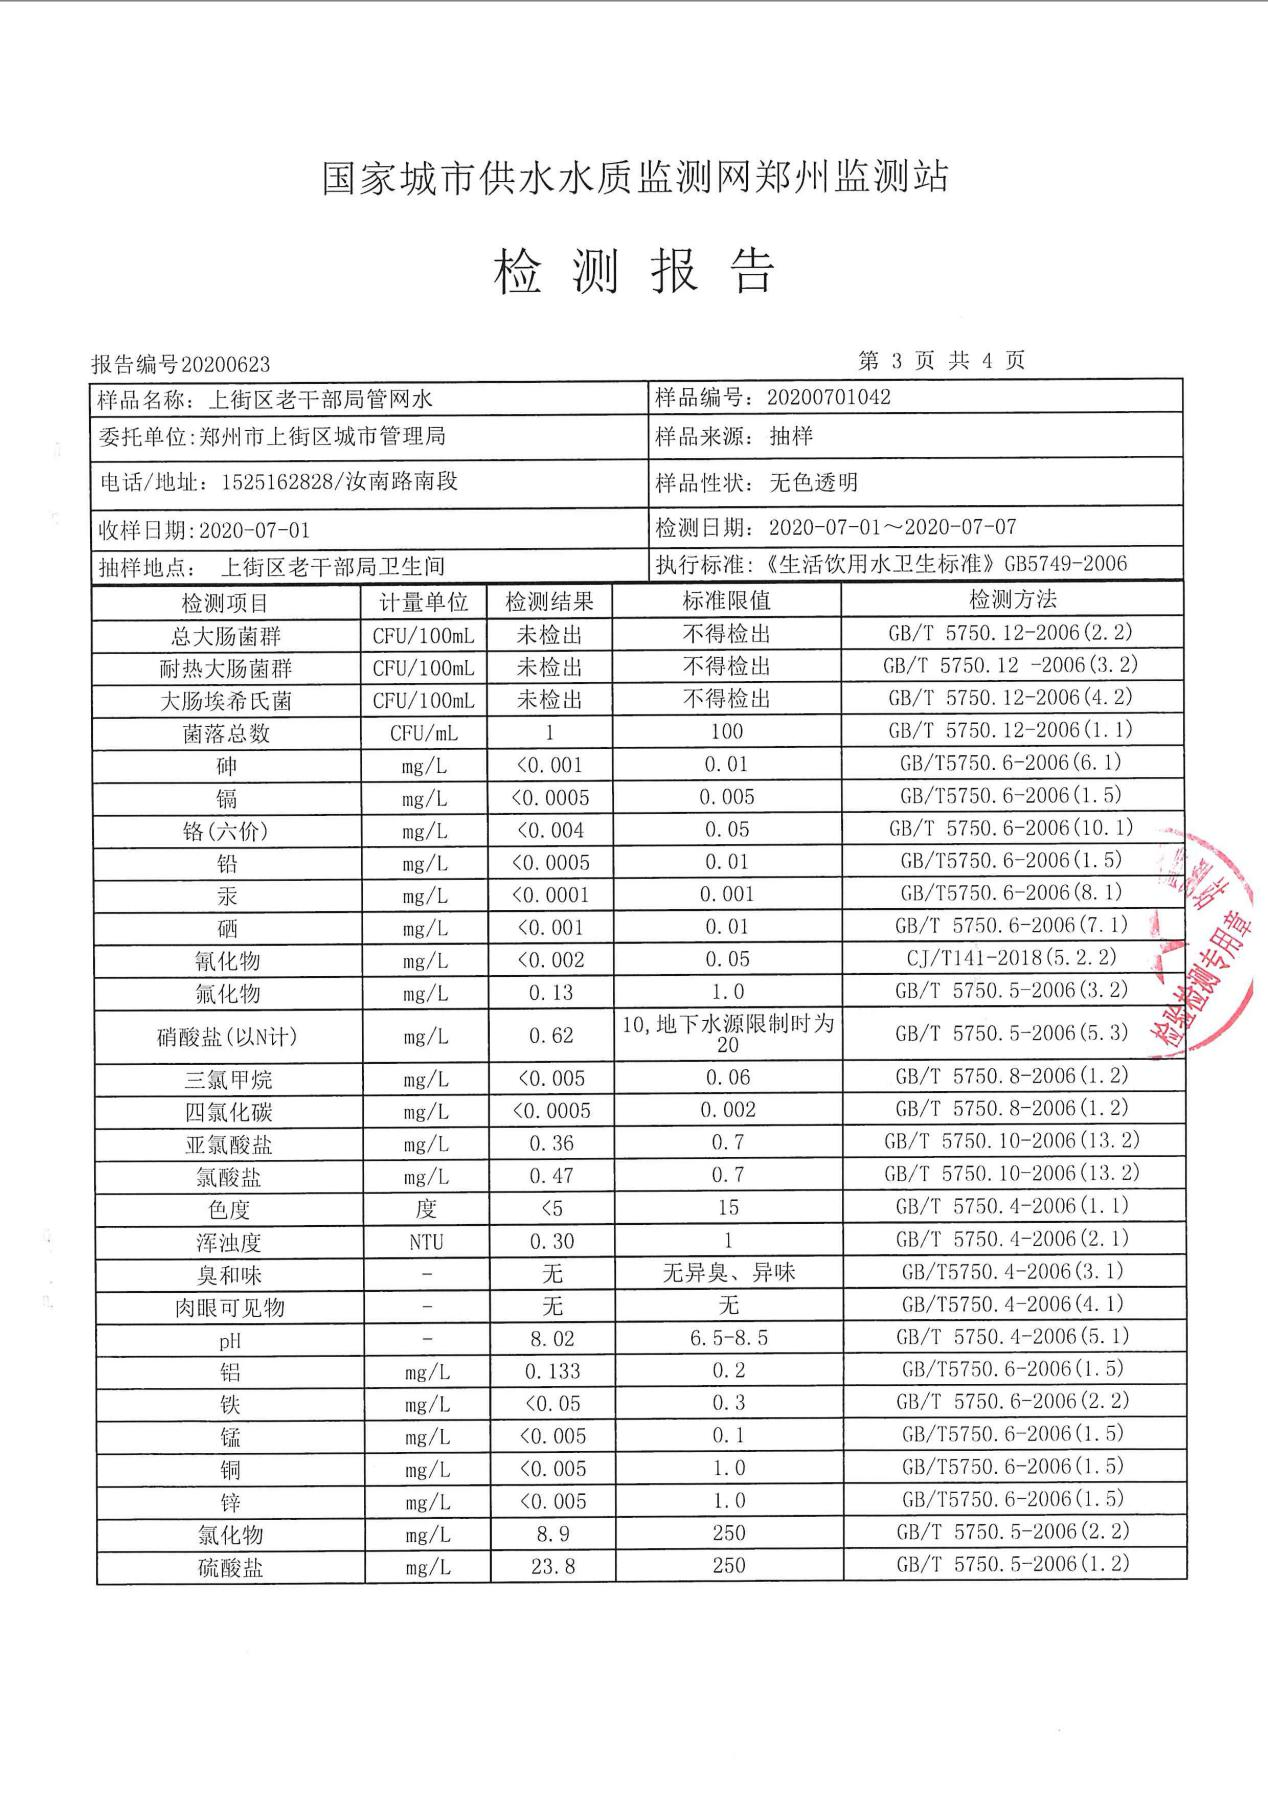 国家城市供水水质监测网郑州监测站
检测报告
报告编号20200623 第 3 页 共 4 页
样品名称: 上街区老干部局管网水 样品编号: 20200701042
委托单位:郑州市上街区城市管理局 样品来源: 抽样
电话/地址: 1525162828/汝南路南段 样品性状: 无色透明
收样日期:2020-07-01 检测日期: 2020-07-01～2020-07-07
抽样地点: 上街区老干部局卫生间 执行标准:《生活饮用水卫生标准》GB5749-2006
检测项目 计量单位 检测结果 标准限值 检测方法
总大肠菌群 CFU/100mL 未检出 不得检出 GB/T 5750.12-2006(2.2)
耐热大肠菌群 CFU/100mL 未检出 不得检出 GB/T 5750.12 -2006(3.2)
大肠埃希氏菌 CFU/100mL 未检出 不得检出 GB/T 5750.12-2006(4.2)
菌落总数 CFU/mL 1 100 GB/T 5750.12-2006(1.1)
砷 mg/L <0.001 0.01 GB/T5750.6-2006(6.1)
镉 mg/L <0.0005 0.005 GB/T5750.6-2006(1.5)
铬(六价) mg/L <0.004 0.05 GB/T 5750.6-2006(10.1)
铅 mg/L <0.0005 0.01 GB/T5750.6-2006(1.5)
汞 mg/L <0.0001 0.001 GB/T5750.6-2006(8.1)
硒 mg/L <0.001 0.01 GB/T 5750.6-2006(7.1)
氰化物 mg/L <0.002 0.05 CJ/T141-2018(5.2.2)
氟化物 mg/L 0.13 1.0 GB/T 5750.5-2006(3.2)
硝酸盐(以N计) mg/L 0.62 10,地下水源限制时为20 GB/T 5750.5-2006(5.3)
三氯甲烷 mg/L <0.005 0.06 GB/T 5750.8-2006(1.2)
四氯化碳 mg/L <0.0005 0.002 GB/T 5750.8-2006(1.2)
亚氯酸盐 mg/L 0.36 0.7 GB/T 5750.10-2006(13.2)
氯酸盐 mg/L 0.47 0.7 GB/T 5750.10-2006(13.2)
色度 度 <5 15 GB/T 5750.4-2006(1.1)
浑浊度 NTU 0.30 1 GB/T 5750.4-2006(2.1)
臭和味 - 无 无异臭、异味 GB/T5750.4-2006(3.1)
肉眼可见物 - 无 无 GB/T5750.4-2006(4.1)
pH - 8.02 6.5-8.5 GB/T 5750.4-2006(5.1)
铝 mg/L 0.133 0.2 GB/T5750.6-2006(1.5)
铁 mg/L <0.05 0.3 GB/T 5750.6-2006(2.2)
锰 mg/L <0.005 0.1 GB/T5750.6-2006(1.5)
铜 mg/L <0.005 1.0 GB/T5750.6-2006(1.5)
锌 mg/L <0.005 1.0 GB/T5750.6-2006(1.5)
氯化物 mg/L 8.9 250 GB/T 5750.5-2006(2.2)
硫酸盐 mg/L 23.8 250 GB/T 5750.5-2006(1.2)
监测站
检验检测专用章